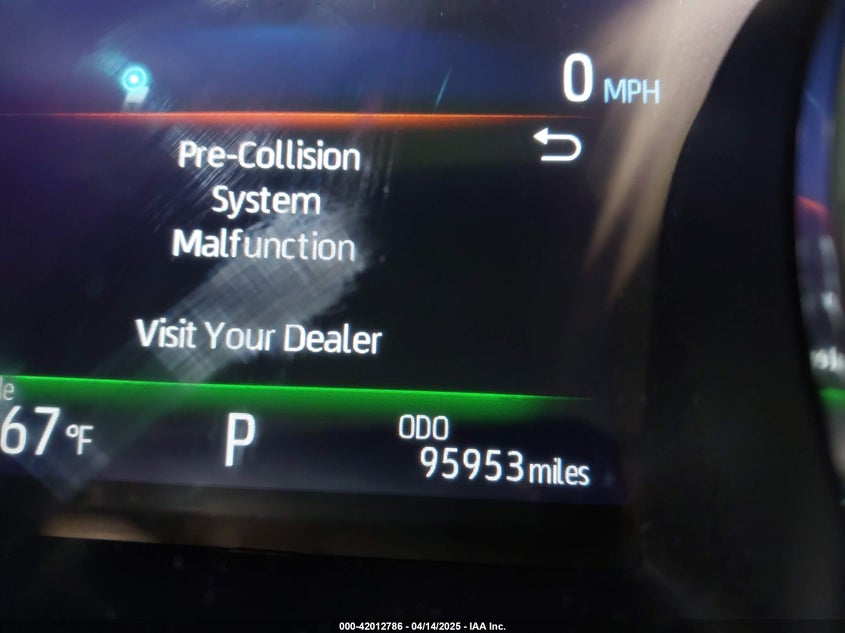 0 MPH
Pre-Collision
System
Malfunction
Visit Your Dealer
67 °F
P
ODO
95953 miles
000-42012786 - 04/14/2025 - IAA Inc.